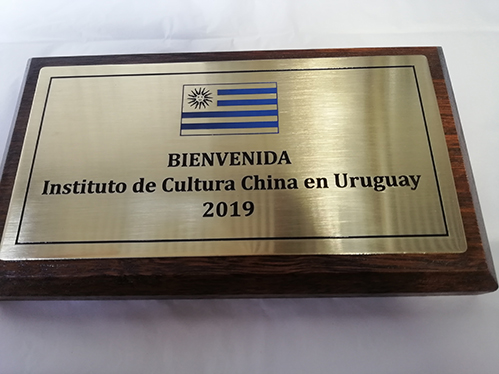 BIENVENIDA
Instituto de Cultura China en Uruguay
2019